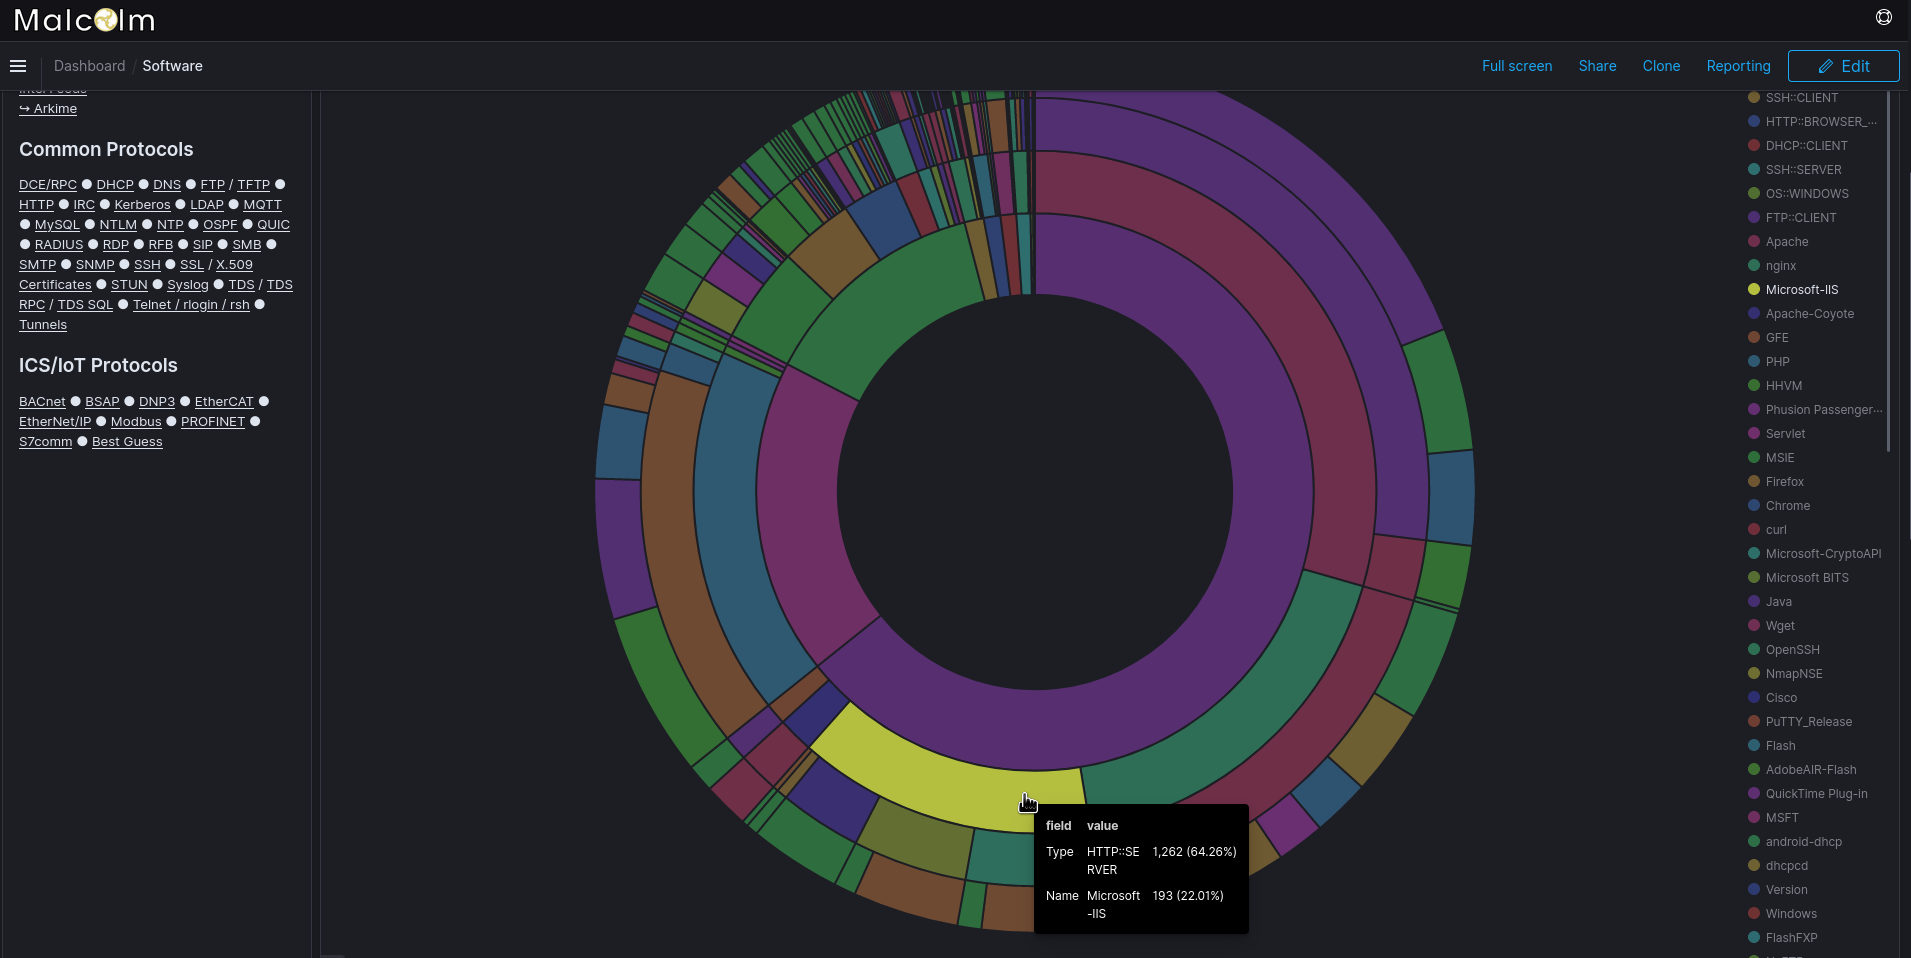 Malcolm
Dashboard / Software
Full screen
Share
Clone
Reporting
Edit
↪ Arkime
Common Protocols
DCE/RPC ● DHCP ● DNS ● FTP / TFTP ●
HTTP ● IRC ● Kerberos ● LDAP ● MQTT
● MySQL ● NTLM ● NTP ● OSPF ● QUIC
● RADIUS ● RDP ● RFB ● SIP ● SMB ●
SMTP ● SNMP ● SSH ● SSL / X.509
Certificates ● STUN ● Syslog ● TDS / TDS
RPC / TDS SQL ● Telnet / rlogin / rsh ●
Tunnels
ICS/IoT Protocols
BACnet ● BSAP ● DNP3 ● EtherCAT ●
EtherNet/IP ● Modbus ● PROFINET ●
S7comm ● Best Guess
field value
Type HTTP::SE 1,262 (64.26%)
RVER
Name Microsoft 193 (22.01%)
-IIS
SSH::CLIENT
HTTP::BROWSER_...
DHCP::CLIENT
SSH::SERVER
OS::WINDOWS
FTP::CLIENT
Apache
nginx
Microsoft-IIS
Apache-Coyote
GFE
PHP
HHVM
Phusion Passenger...
Servlet
MSIE
Firefox
Chrome
curl
Microsoft-CryptoAPI
Microsoft BITS
Java
Wget
OpenSSH
NmapNSE
Cisco
PuTTY_Release
Flash
AdobeAIR-Flash
QuickTime Plug-in
MSFT
android-dhcp
dhcpcd
Version
Windows
FlashFXP